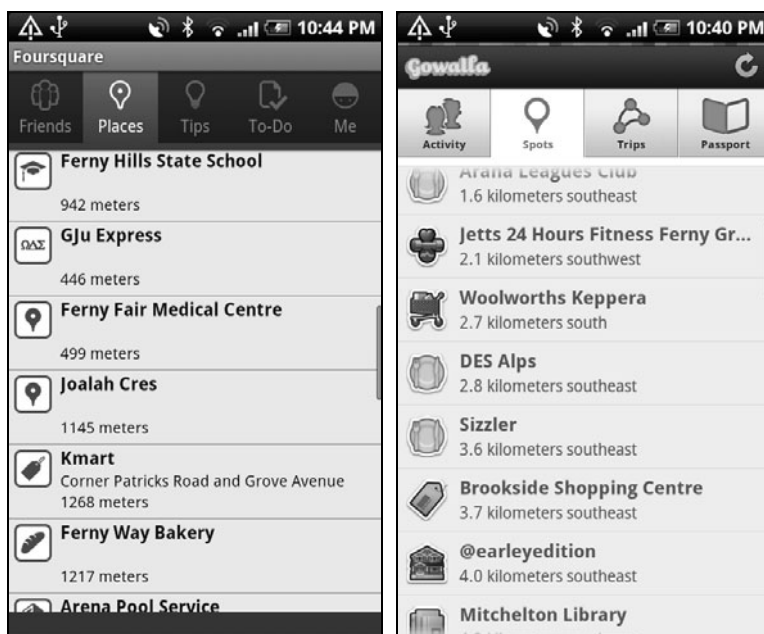 10:44 PM
Foursquare
Friends
Places
Tips
To-Do
Me
Ferny Hills State School
942 meters
GJu Express
ΩΛΣ
446 meters
Ferny Fair Medical Centre
499 meters
Joalah Cres
1145 meters
Kmart
Corner Patricks Road and Grove Avenue
1268 meters
Ferny Way Bakery
1217 meters
Arena Pool Service
10:40 PM
Gowalla
Activity
Spots
Trips
Passport
Arana Leagues Club
1.6 kilometers southeast
Jetts 24 Hours Fitness Ferny Gr...
2.1 kilometers southwest
Woolworths Keppera
2.7 kilometers south
DES Alps
2.8 kilometers southeast
Sizzler
3.6 kilometers southeast
Brookside Shopping Centre
3.7 kilometers southeast
@earleyedition
4.0 kilometers southeast
Mitchelton Library